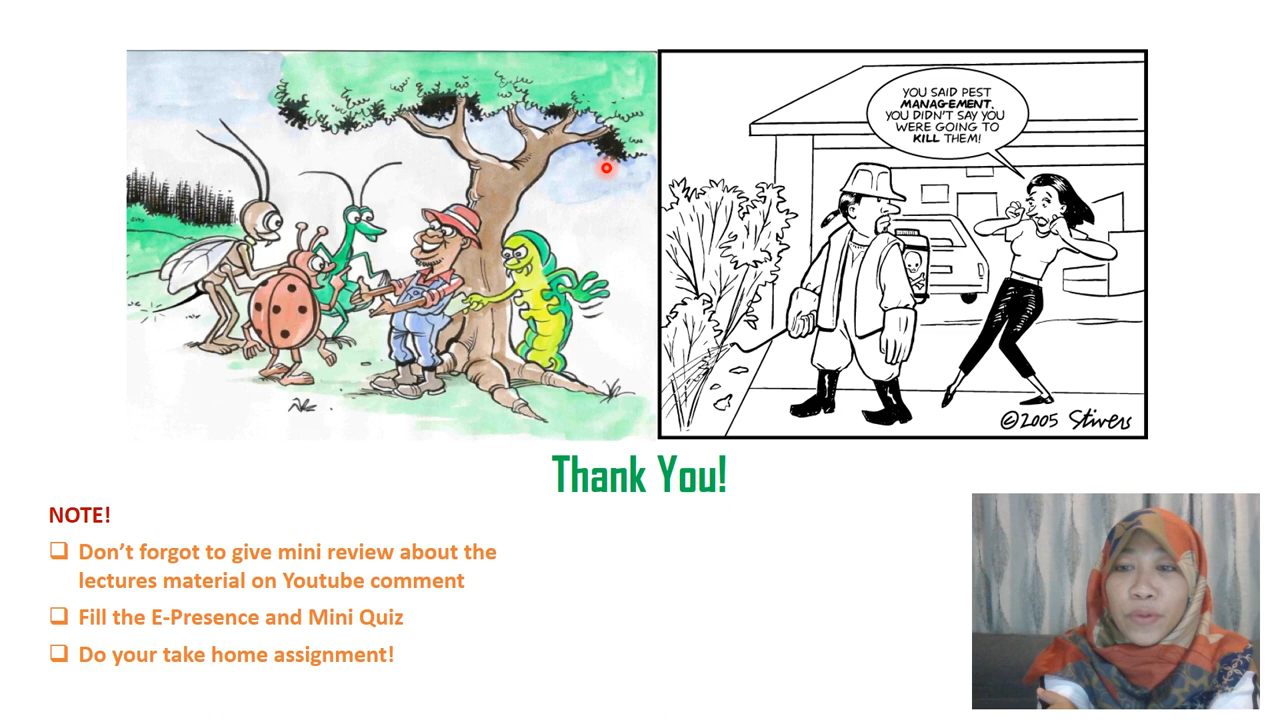 YOU SAID PEST
MANAGEMENT.
YOU DIDN'T SAY YOU
WERE GOING TO
KILL THEM!
©2005 Stivers
Thank You!
NOTE!
❑ Don't forgot to give mini review about the
lectures material on Youtube comment
❑ Fill the E-Presence and Mini Quiz
❑ Do your take home assignment!